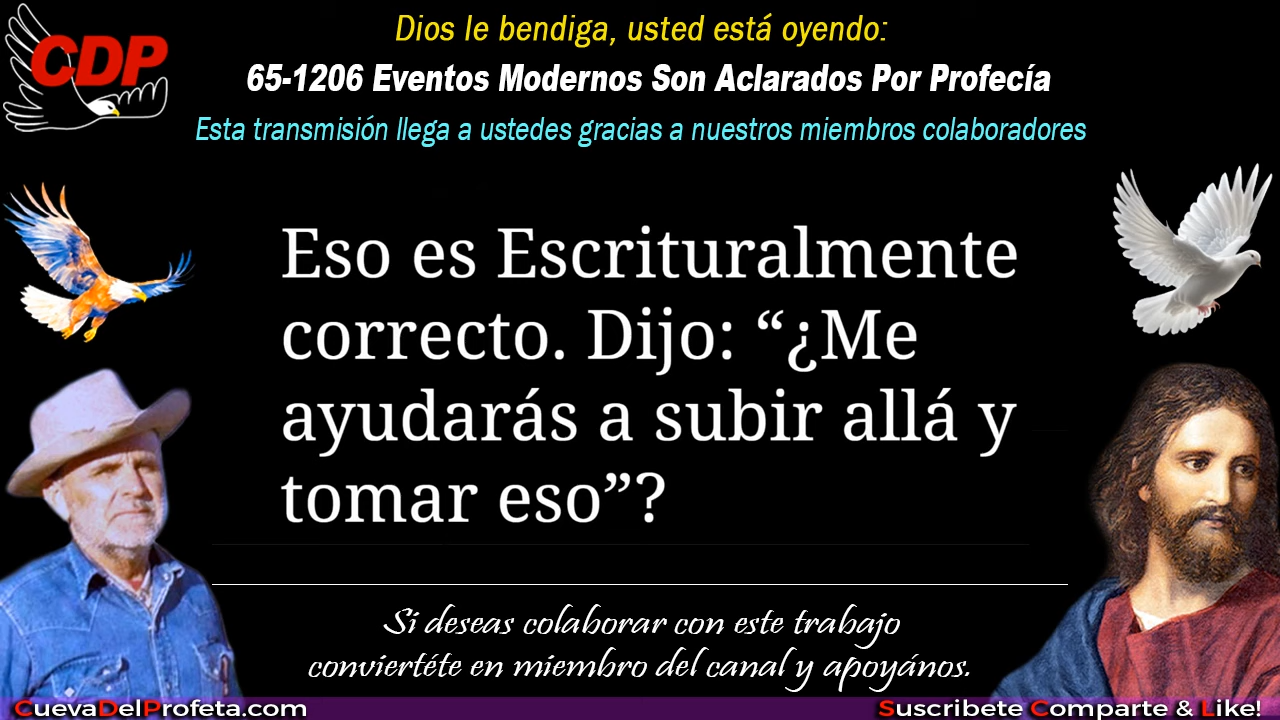 CDP
Dios le bendiga, usted está oyendo:
65-1206 Eventos Modernos Son Aclarados Por Profecía
Esta transmisión llega a ustedes gracias a nuestros miembros colaboradores
Eso es Escrituralmente
correcto. Dijo: “¿Me
ayudarás a subir allá y
tomar eso”?
Si deseas colaborar con este trabajo
conviertéte en miembro del canal y apoyános.
CuevaDelProfeta.com
Suscribete Comparte & Like!